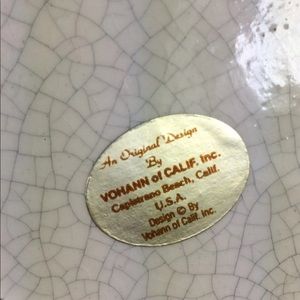 An Original Design
By
VOHANN of CALIF. Inc.
Capistrano Beach, Calif.
U.S.A.
Design © By
Vohann of Calif. Inc.